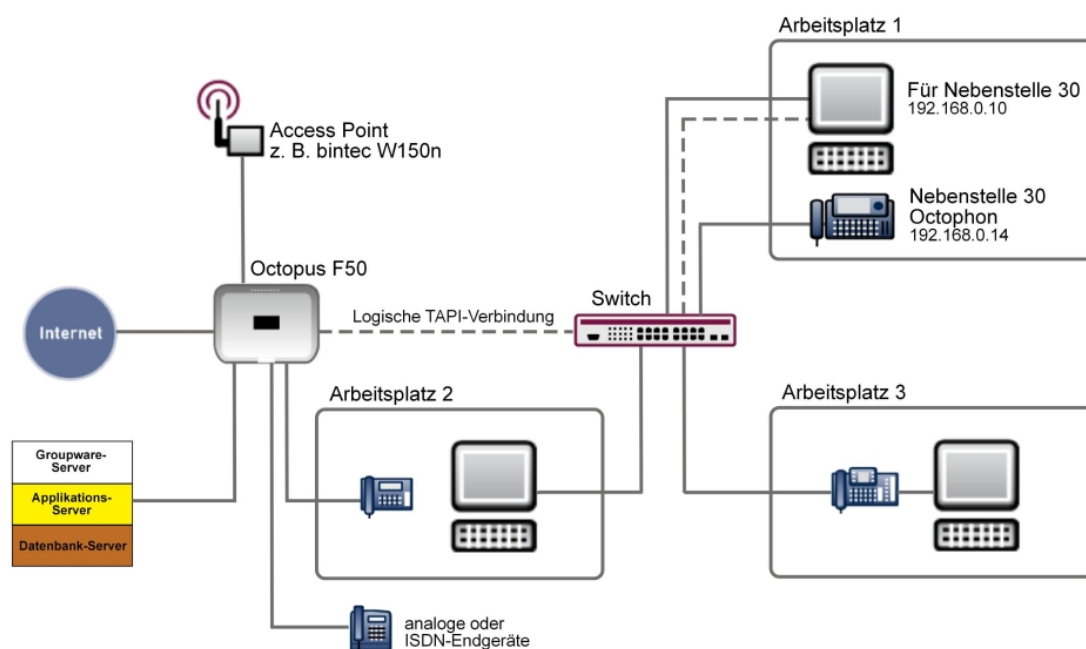 Arbeitsplatz 1
Für Nebenstelle 30
192.168.0.10
Access Point
z. B. bintec W150n
Nebenstelle 30
Octophon
192.168.0.14
Octopus F50
Switch
Internet
Logische TAPI-Verbindung
Arbeitsplatz 2
Arbeitsplatz 3
Groupware-
Server
Applikations-
Server
Datenbank-Server
analoge oder
ISDN-Endgeräte